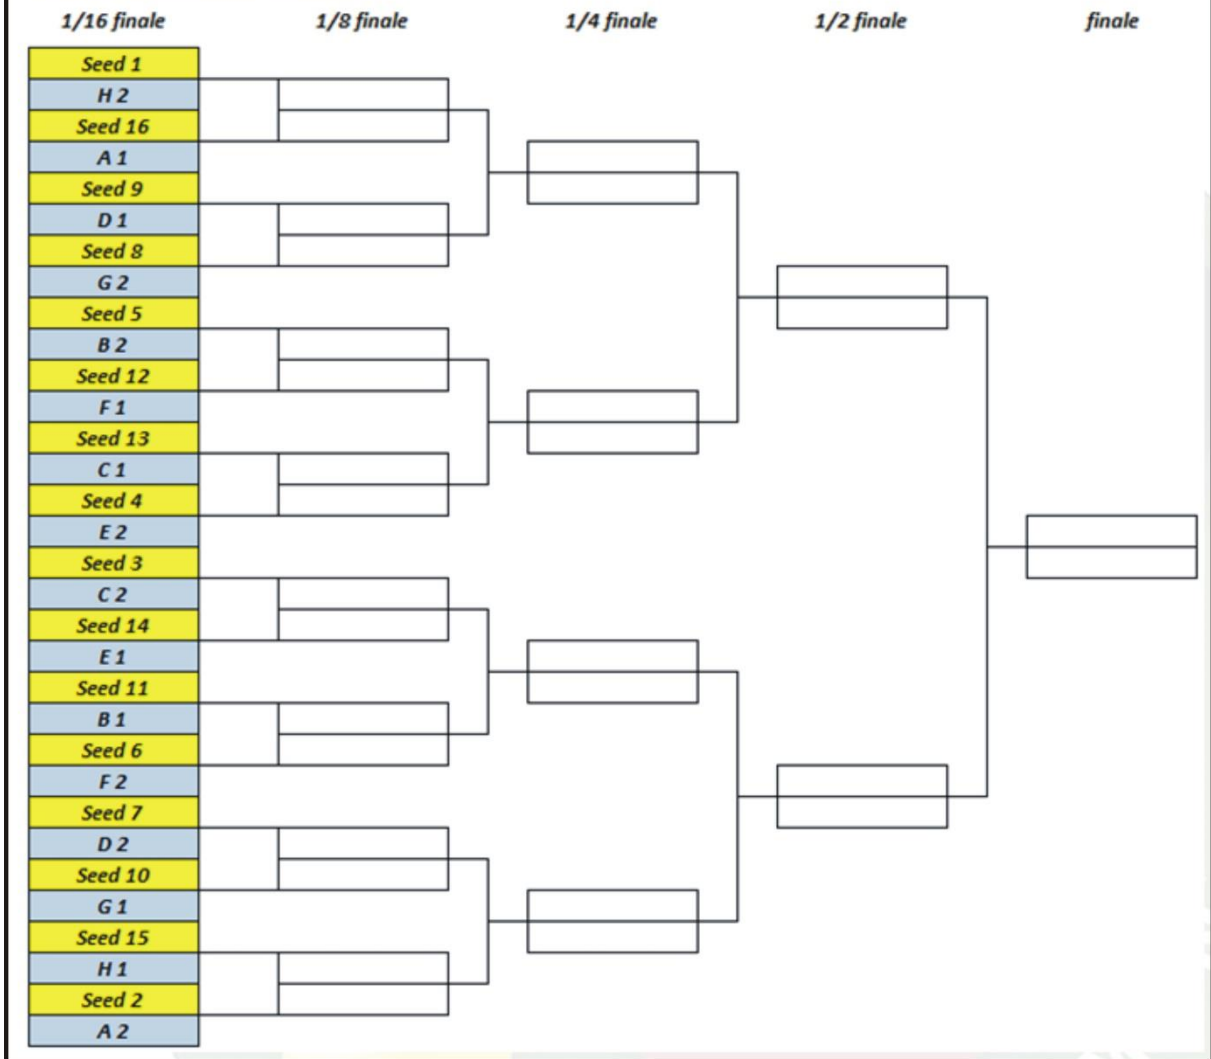 1/16 finale 1/8 finale 1/4 finale 1/2 finale finale
Seed 1
H 2
Seed 16
A 1
Seed 9
D 1
Seed 8
G 2
Seed 5
B 2
Seed 12
F 1
Seed 13
C 1
Seed 4
E 2
Seed 3
C 2
Seed 14
E 1
Seed 11
B 1
Seed 6
F 2
Seed 7
D 2
Seed 10
G 1
Seed 15
H 1
Seed 2
A 2